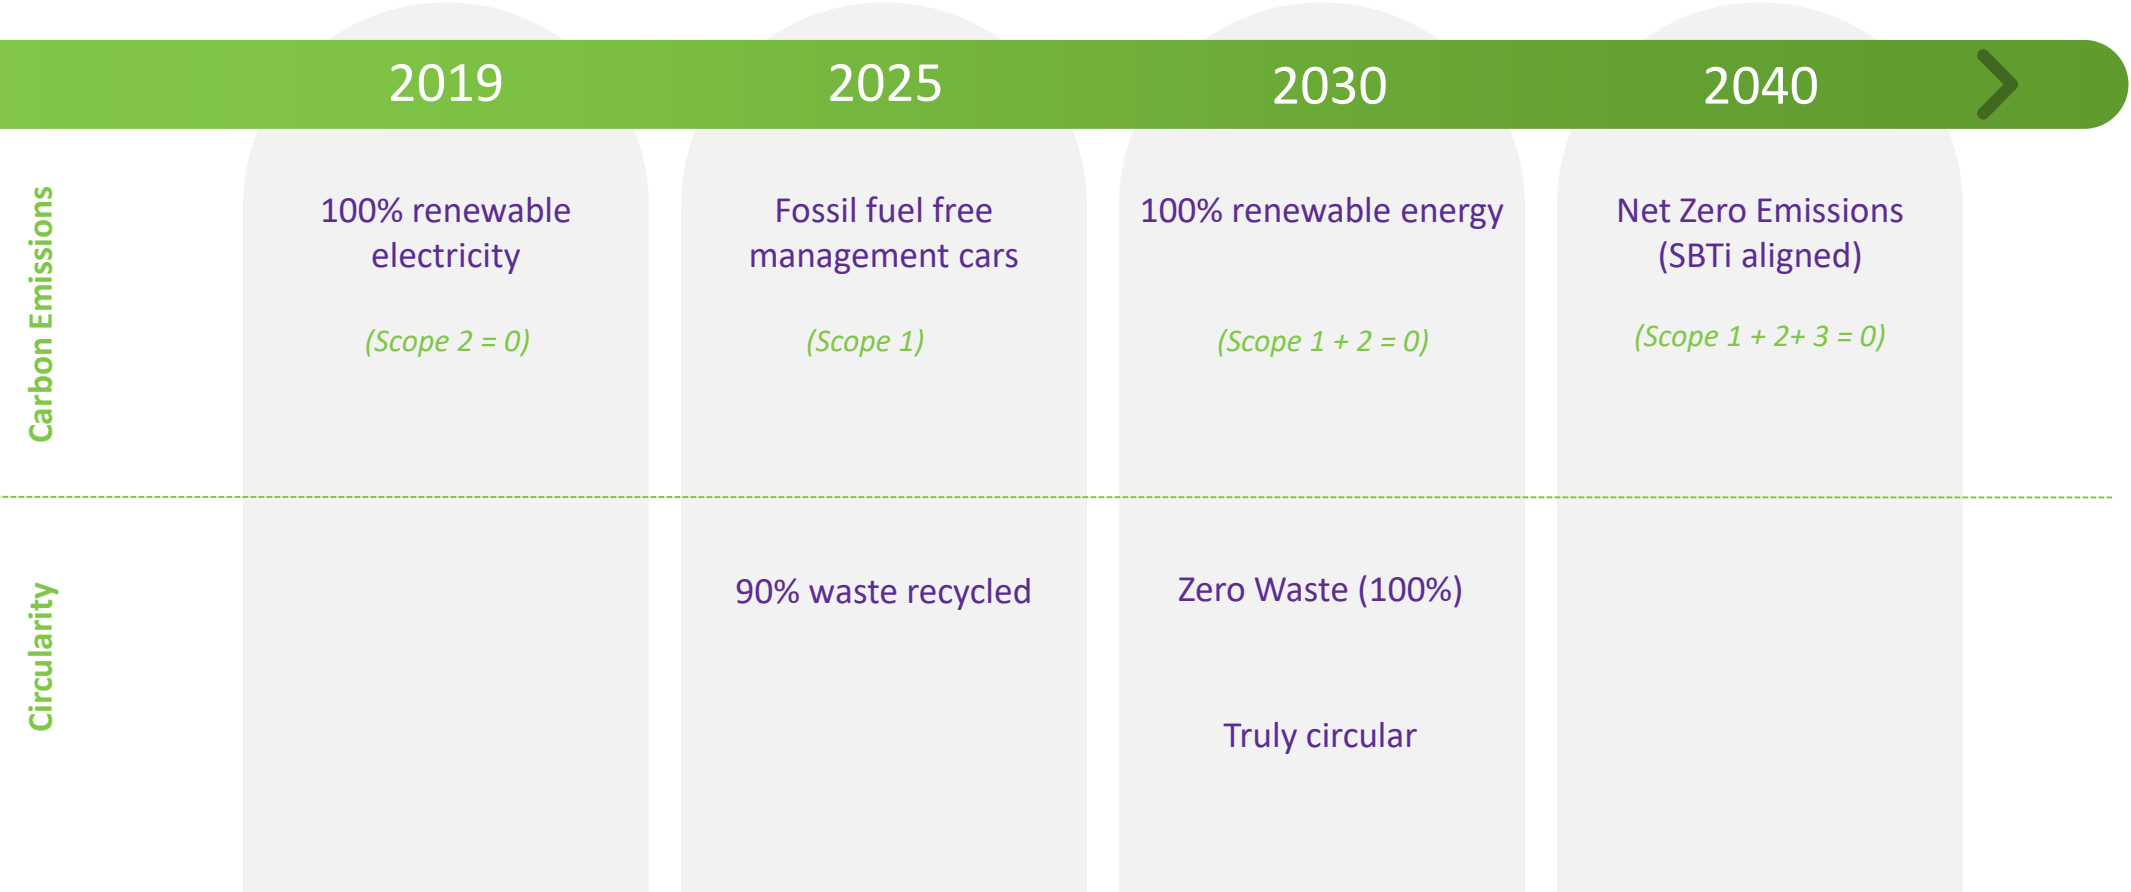 2019
2025
2030
2040
Carbon Emissions
100% renewable
electricity
(Scope 2 = 0)
Fossil fuel free
management cars
(Scope 1)
100% renewable energy
(Scope 1 + 2 = 0)
Net Zero Emissions
(SBTi aligned)
(Scope 1 + 2+ 3 = 0)
Circularity
90% waste recycled
Zero Waste (100%)
Truly circular